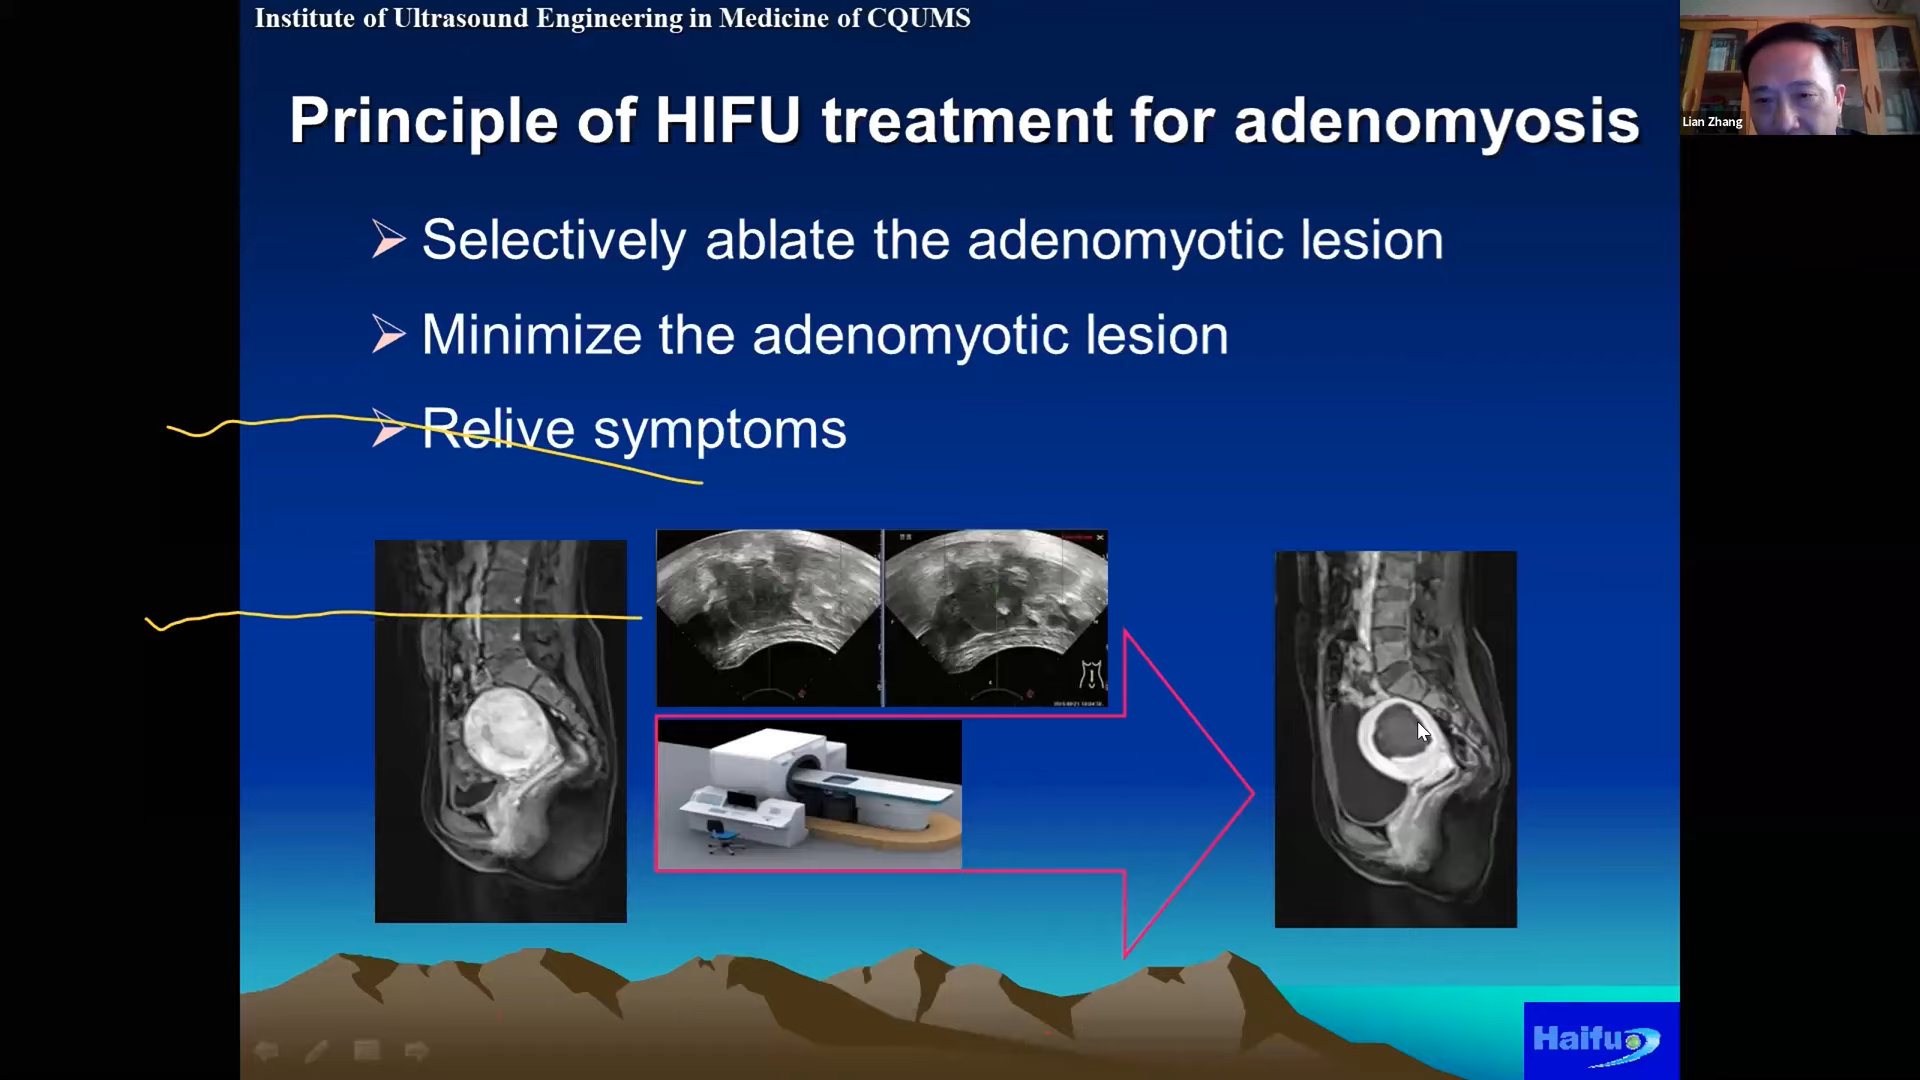 Institute of Ultrasound Engineering in Medicine of CQUMS
Principle of HIFU treatment for adenomyosis
Selectively ablate the adenomyotic lesion
Minimize the adenomyotic lesion
Relive symptoms
Lian Zhang
Haifu